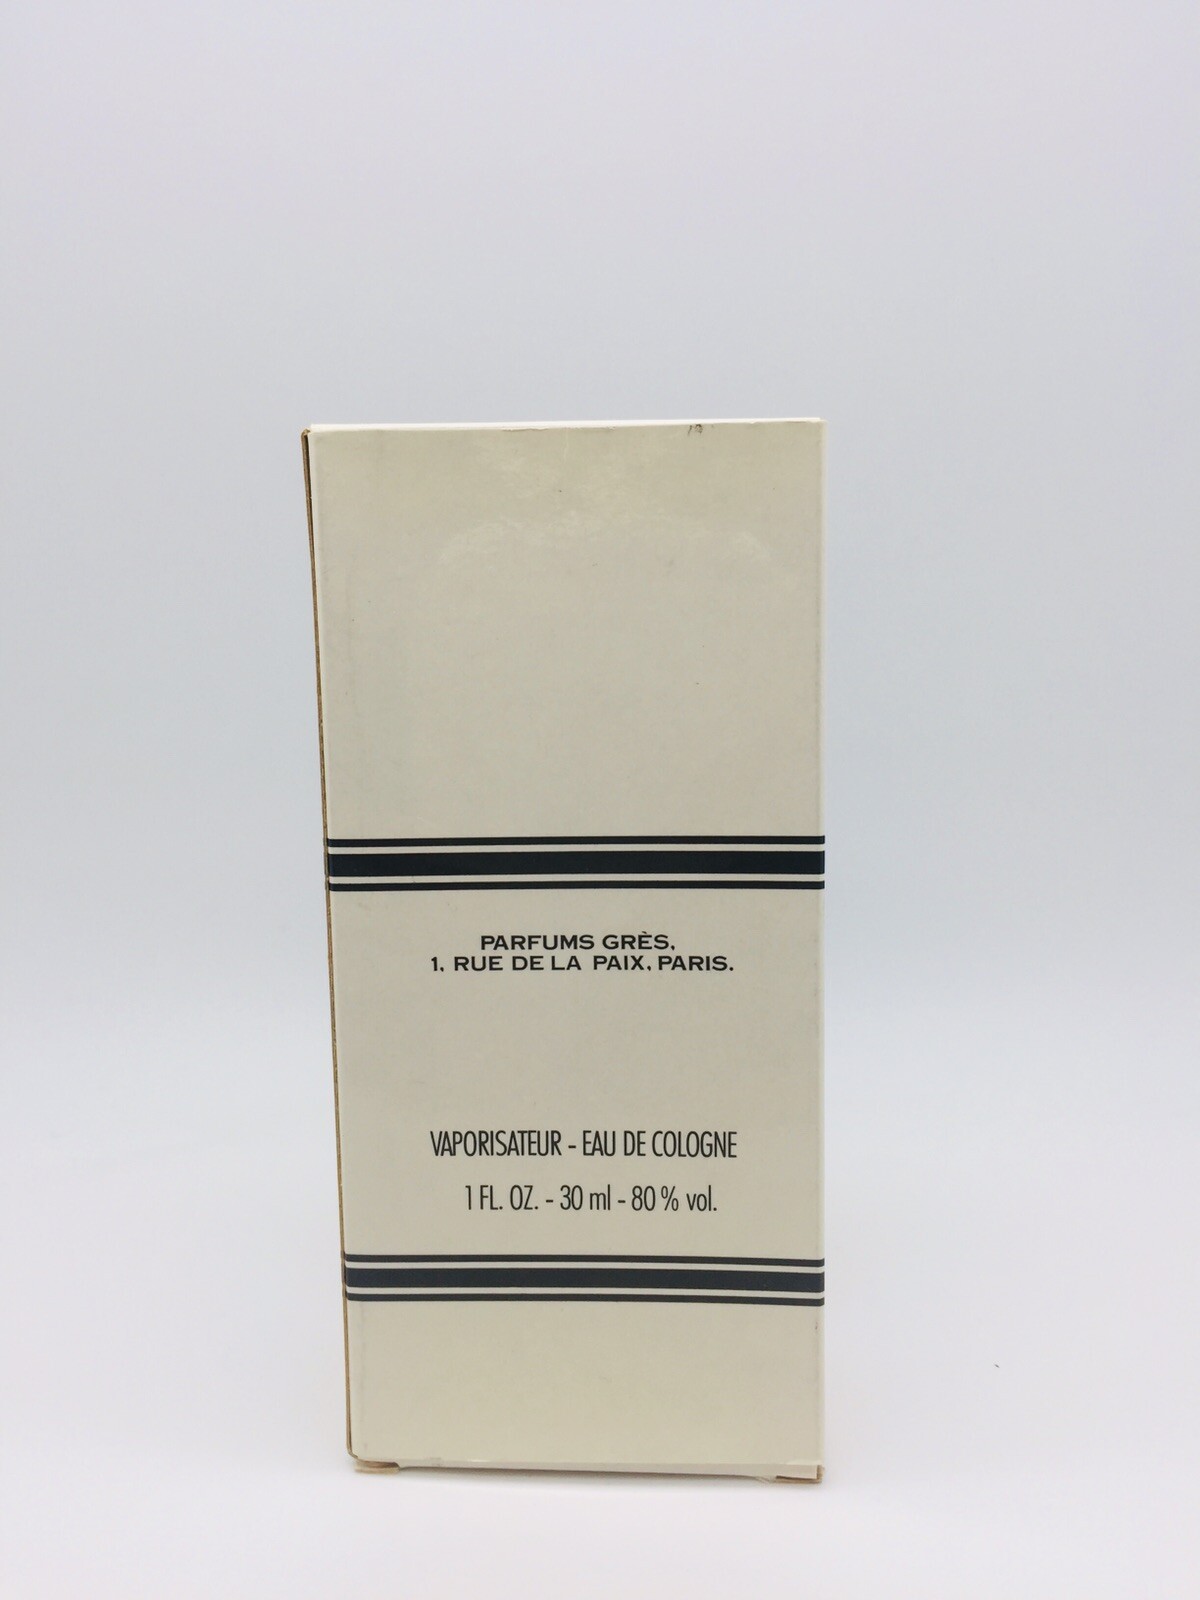 PARFUMS GRÈS,
1, RUE DE LA PAIX, PARIS.
VAPORISATEUR - EAU DE COLOGNE
1 FL. OZ. - 30 ml - 80 % vol.